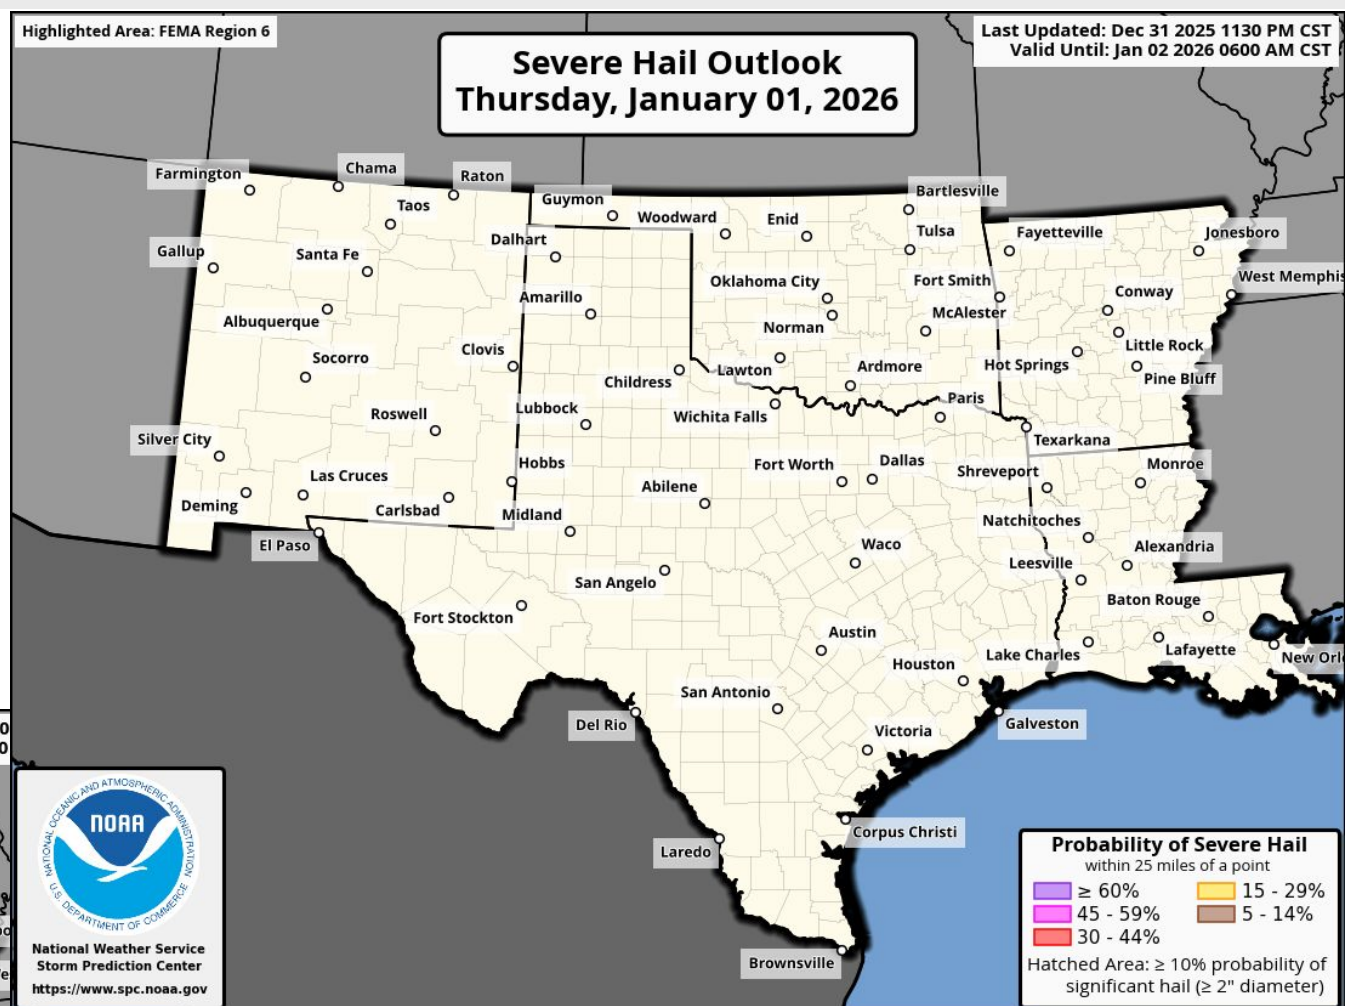 Highlighted Area: FEMA Region 6
Severe Hail Outlook
Thursday, January 01, 2026
Last Updated: Dec 31 2025 1130 PM CST
Valid Until: Jan 02 2026 0600 AM CST
Farmington
Chama
Raton
Taos
Guymon
Woodward
Enid
Bartlesville
Gallup
Santa Fe
Dalhart
Tulsa
Fayetteville
Jonesboro
Albuquerque
Amarillo
Oklahoma City
Fort Smith
Conway
West Memphis
Norman
McAlester
Socorro
Clovis
Childress
Lawton
Ardmore
Hot Springs
Little Rock
Pine Bluff
Roswell
Lubbock
Wichita Falls
Paris
Silver City
Texarkana
Las Cruces
Hobbs
Abilene
Fort Worth
Dallas
Shreveport
Monroe
Deming
Carlsbad
Midland
Natchitoches
El Paso
San Angelo
Waco
Leesville
Alexandria
Fort Stockton
Baton Rouge
Austin
Houston
Lake Charles
Lafayette
New Orl
Del Rio
San Antonio
Victoria
Galveston
Laredo
Corpus Christi
Brownsville
NATIONAL OCEANIC AND ATMOSPHERIC ADMINISTRATION
NOAA
U.S. DEPARTMENT OF COMMERCE
National Weather Service
Storm Prediction Center
https://www.spc.noaa.gov
Probability of Severe Hail
within 25 miles of a point
≥ 60%
45 - 59%
30 - 44%
15 - 29%
5 - 14%
Hatched Area: ≥ 10% probability of
significant hail (≥ 2" diameter)